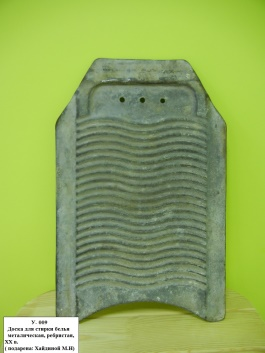 У. 009
Доска для стирки белья
металлическая, ребристая,
XX в.
( подарена: Хайдиной М.Н)